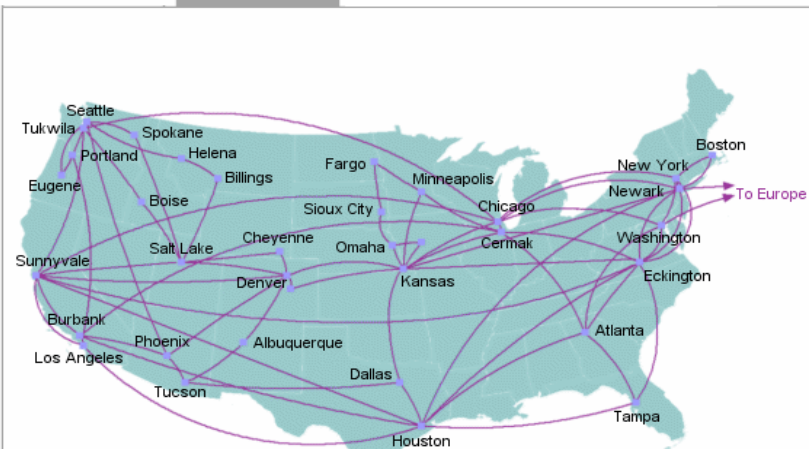 Seattle
Tukwila
Spokane
Portland
Helena
Boston
Fargo
New York
Eugene
Billings
Minneapolis
Newark
To Europe
Boise
Sioux City
Chicago
Salt Lake
Cheyenne
Omaha
Cermak
Washington
Sunnyvale
Denver
Kansas
Eckington
Burbank
Phoenix
Albuquerque
Atlanta
Los Angeles
Dallas
Tucson
Tampa
Houston